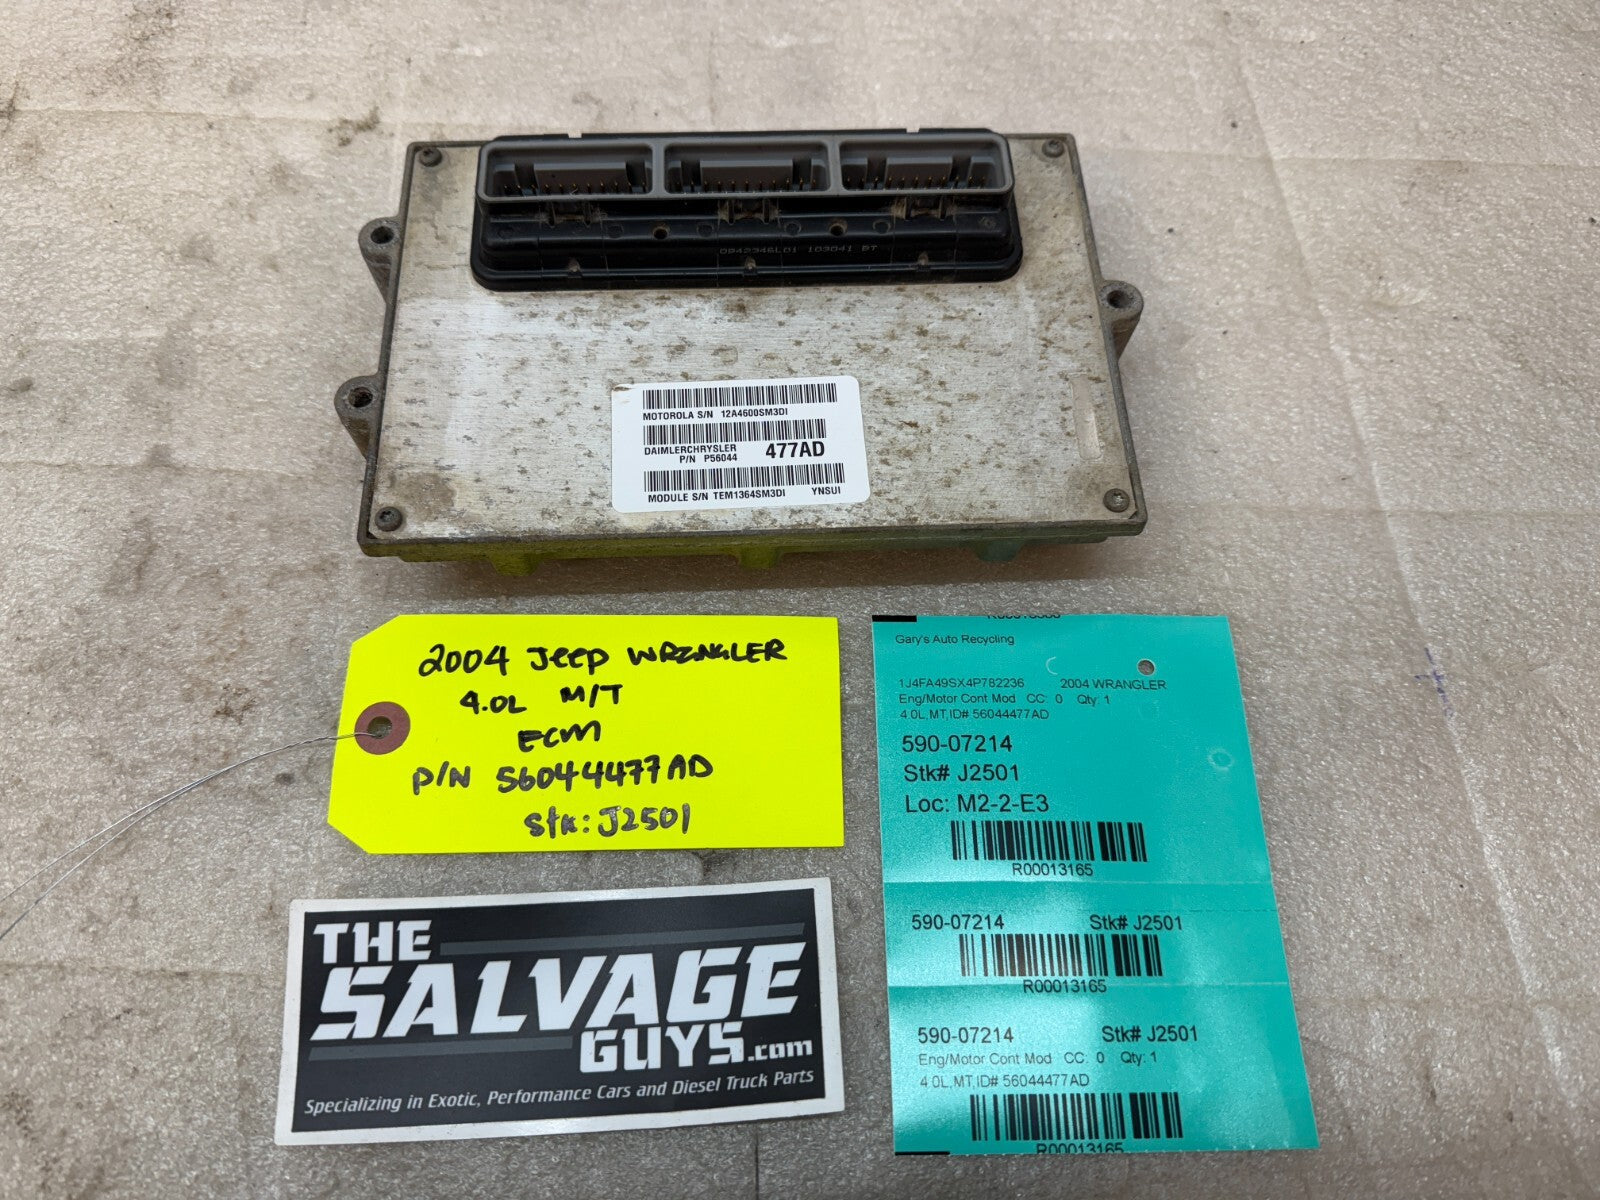 MOTOROLA S/N 12A4600SM3DI
DAIMLERCHRYSLER 477AD
P/N P56044
MODULE S/N TEM1364SM3DI YNSUI
2004 Jeep WRANGLER
4.0L M/T
ECM
P/N 56044477AD
Stk: J2501
THE
SALVAGE
GUYS.com
Specializing in Exotic, Performance Cars and Diesel Truck Parts
Gary's Auto Recycling
1J4FA49SX4P782236 2004 WRANGLER
Eng/Motor Cont Mod CC: 0 Qty: 1
4.0L,MT,ID# 56044477AD
590-07214
Stk# J2501
Loc: M2-2-E3
R00013165
590-07214 Stk# J2501
R00013165
590-07214 Stk# J2501
Eng/Motor Cont Mod CC: 0 Qty: 1
4.0L,MT,ID# 56044477AD
R00013165